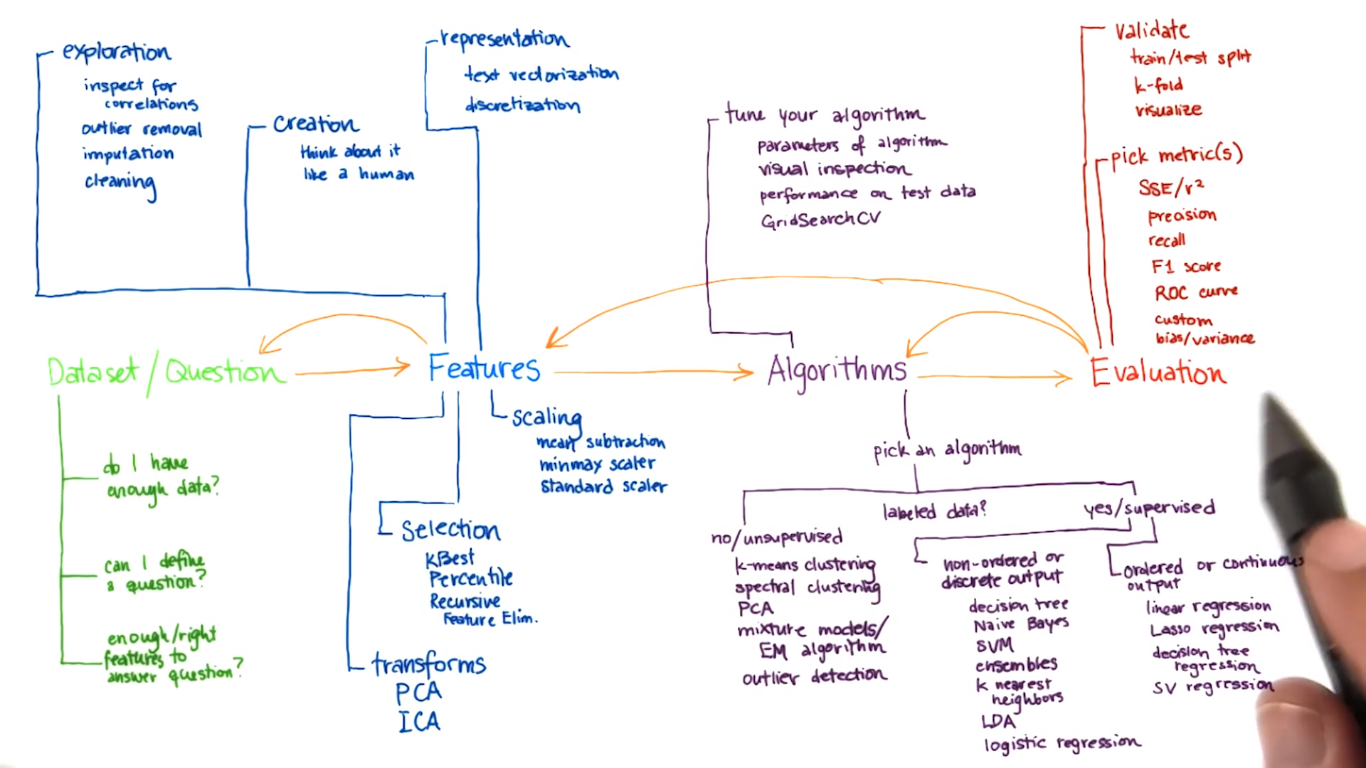 exploration
inspect for
correlations
outlier removal
imputation
cleaning
creation
think about it
like a human
representation
text vectorization
discretization
tune your algorithm
parameters of algorithm
visual inspection
performance on test data
GridSearchCV
validate
train/test split
k-fold
visualize
pick metric(s)
SSE/r²
precision
recall
F1 score
ROC curve
custom
bias/variance
Dataset/Question
Features
Algorithms
Evaluation
do I have
enough data?
can I define
a question?
enough/right
features to
answer question?
scaling
mean subtraction
minmax scaler
standard scaler
selection
KBest
Percentile
Recursive
Feature Elim.
transforms
PCA
ICA
pick an algorithm
labeled data?
no/unsupervised
k-means clustering
spectral clustering
PCA
mixture models/
EM algorithm
outlier detection
yes/supervised
non-ordered or
discrete output
decision tree
Naive Bayes
SVM
ensembles
k nearest
neighbors
LDA
logistic regression
ordered or continuous
output
linear regression
Lasso regression
decision tree
regression
SV regression